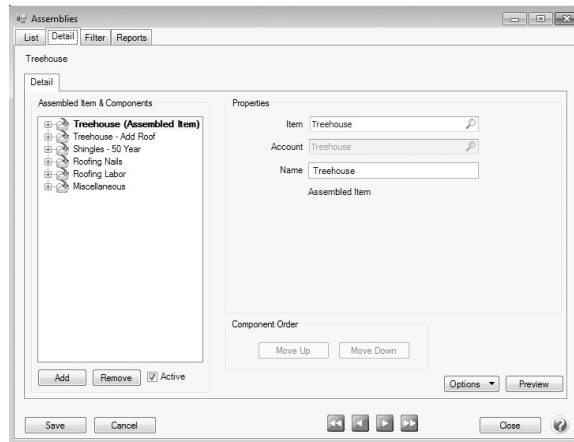 Assemblies
List Detail Filter Reports
Treehouse
Detail
Assembled Item & Components
Treehouse (Assembled Item)
Treehouse - Add Roof
Shingles - 50 Year
Roofing Nails
Roofing Labor
Miscellaneous
Add Remove Active
Properties
Item Treehouse
Account Treehouse
Name Treehouse
Assembled Item
Component Order
Move Up Move Down
Options Preview
Save Cancel Close